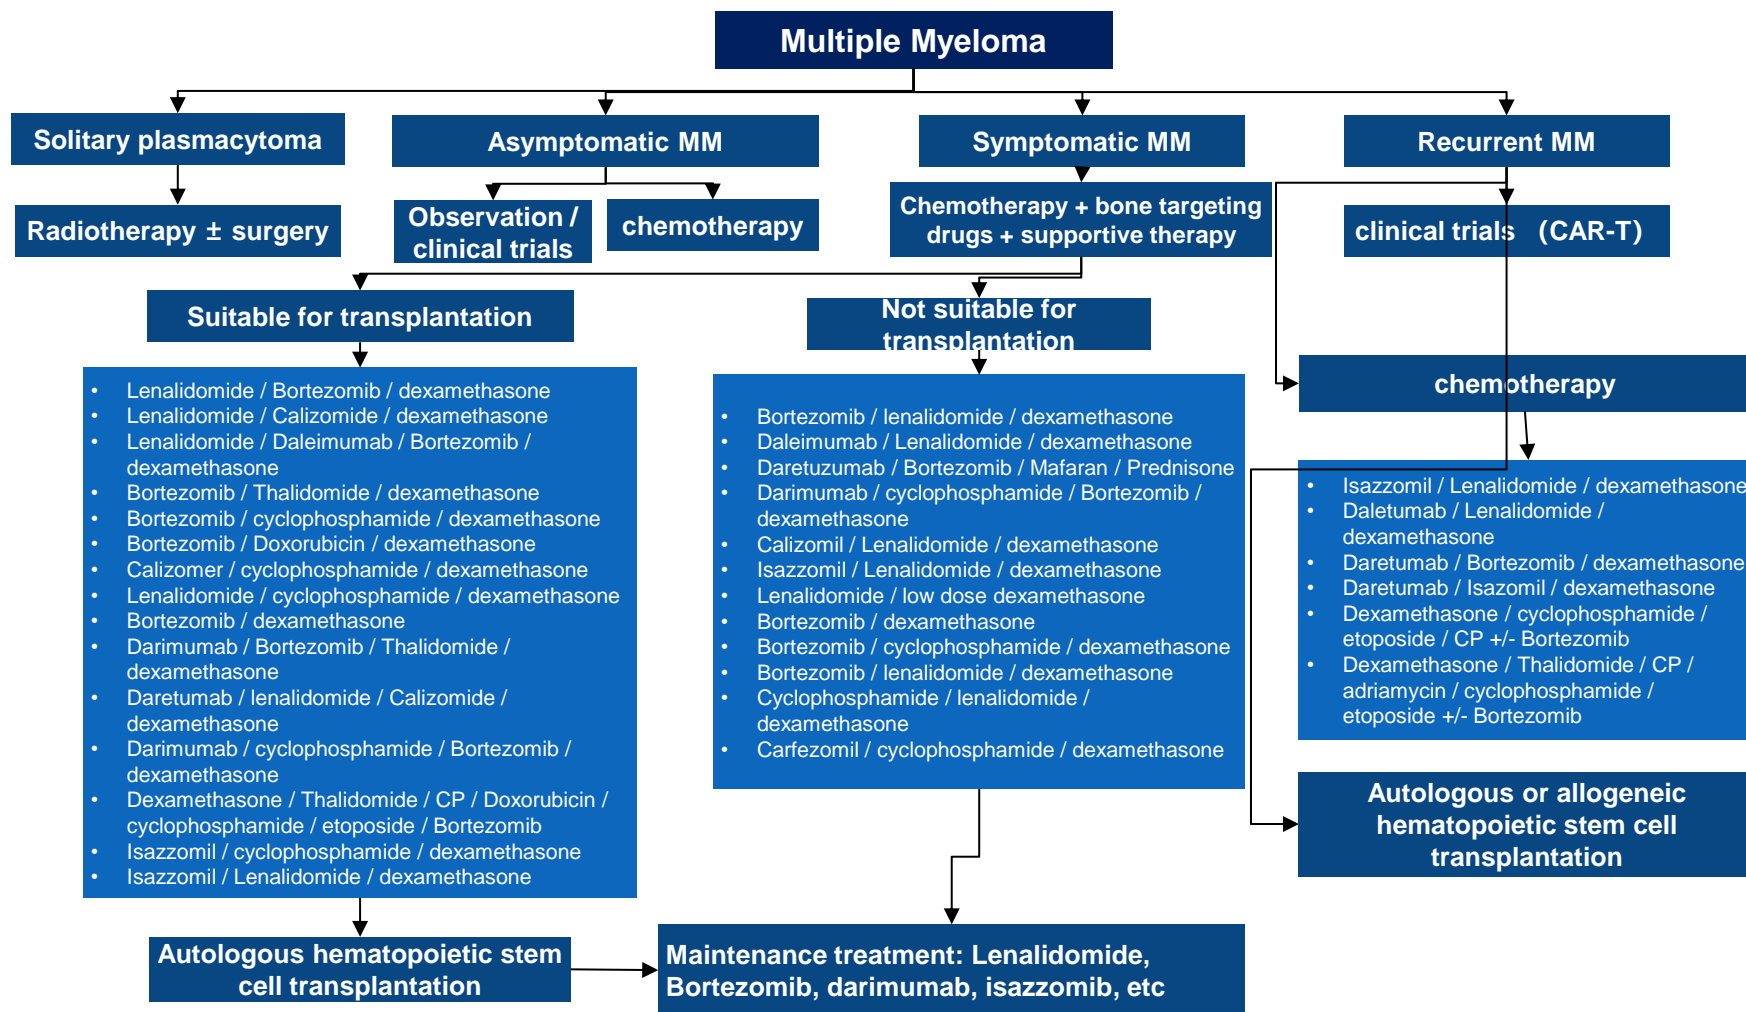 Multiple Myeloma
Solitary plasmacytoma
Asymptomatic MM
Symptomatic MM
Recurrent MM
Radiotherapy ± surgery
Observation /
clinical trials
chemotherapy
Chemotherapy + bone targeting
drugs + supportive therapy
clinical trials （CAR-T）
Suitable for transplantation
Not suitable for
transplantation
• Lenalidomide / Bortezomib / dexamethasone
• Lenalidomide / Calizomide / dexamethasone
• Lenalidomide / Daleimumab / Bortezomib /
dexamethasone
• Bortezomib / Thalidomide / dexamethasone
• Bortezomib / cyclophosphamide / dexamethasone
• Bortezomib / Doxorubicin / dexamethasone
• Calizomer / cyclophosphamide / dexamethasone
• Lenalidomide / cyclophosphamide / dexamethasone
• Bortezomib / dexamethasone
• Darimumab / Bortezomib / Thalidomide /
dexamethasone
• Daretumab / lenalidomide / Calizomide /
dexamethasone
• Darimumab / cyclophosphamide / Bortezomib /
dexamethasone
• Dexamethasone / Thalidomide / CP / Doxorubicin /
cyclophosphamide / etoposide / Bortezomib
• Isazzomil / cyclophosphamide / dexamethasone
• Isazzomil / Lenalidomide / dexamethasone
• Bortezomib / lenalidomide / dexamethasone
• Daleimumab / Lenalidomide / dexamethasone
• Daretuzumab / Bortezomib / Mafaran / Prednisone
• Darimumab / cyclophosphamide / Bortezomib /
dexamethasone
• Calizomil / Lenalidomide / dexamethasone
• Isazzomil / Lenalidomide / dexamethasone
• Lenalidomide / low dose dexamethasone
• Bortezomib / dexamethasone
• Bortezomib / cyclophosphamide / dexamethasone
• Bortezomib / lenalidomide / dexamethasone
• Cyclophosphamide / lenalidomide /
dexamethasone
• Carfezomil / cyclophosphamide / dexamethasone
chemotherapy
• Isazzomil / Lenalidomide / dexamethasone
• Daletumab / Lenalidomide /
dexamethasone
• Daretumab / Bortezomib / dexamethasone
• Daretumab / Isazomil / dexamethasone
• Dexamethasone / cyclophosphamide /
etoposide / CP +/- Bortezomib
• Dexamethasone / Thalidomide / CP /
adriamycin / cyclophosphamide /
etoposide +/- Bortezomib
Autologous or allogeneic
hematopoietic stem cell
transplantation
Autologous hematopoietic stem
cell transplantation
Maintenance treatment: Lenalidomide,
Bortezomib, darimumab, isazzomib, etc